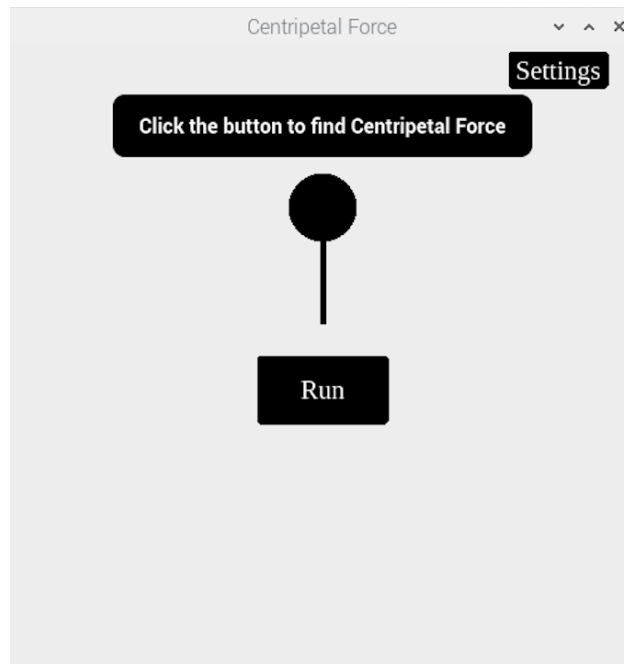 Centripetal Force
Settings
Click the button to find Centripetal Force
Run